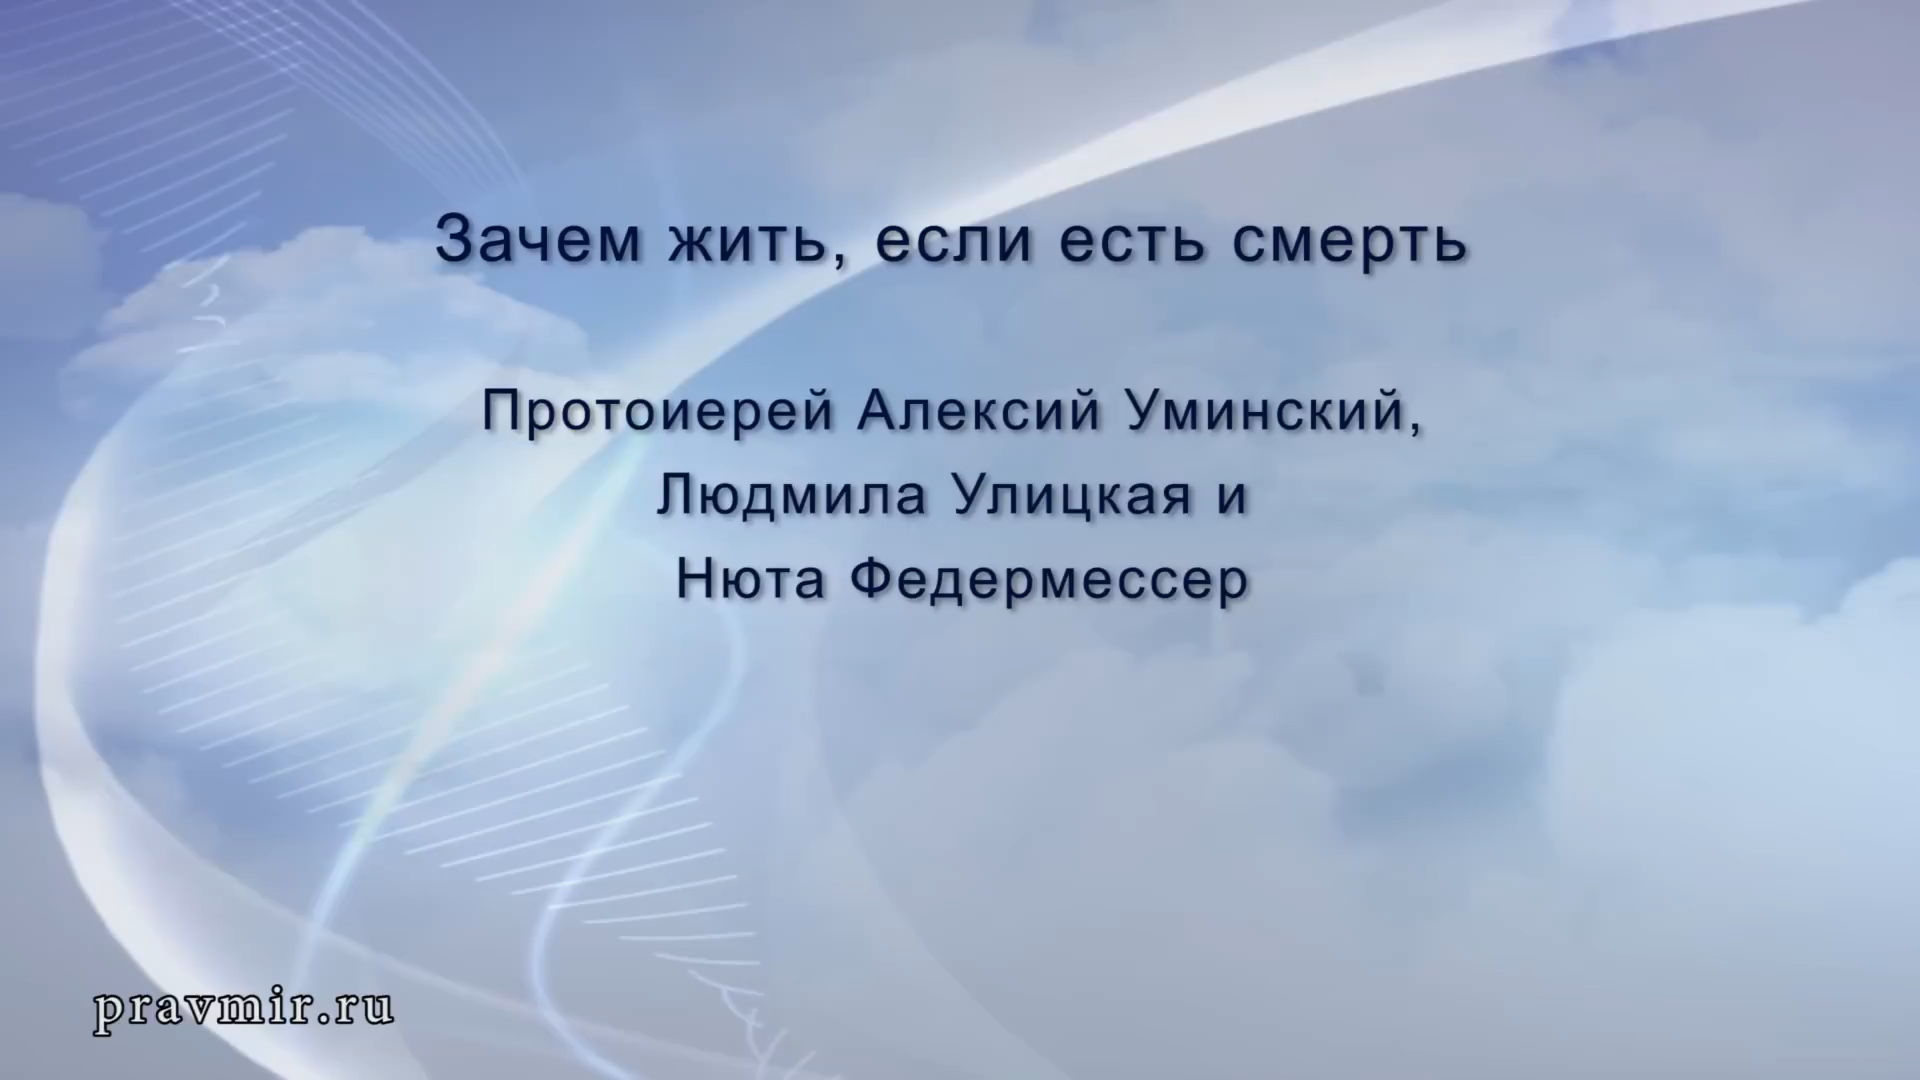 Зачем жить, если есть смерть
Протоиерей Алексий Уминский,
Людмила Улицкая и
Нюта Федермессер
pravmir.ru